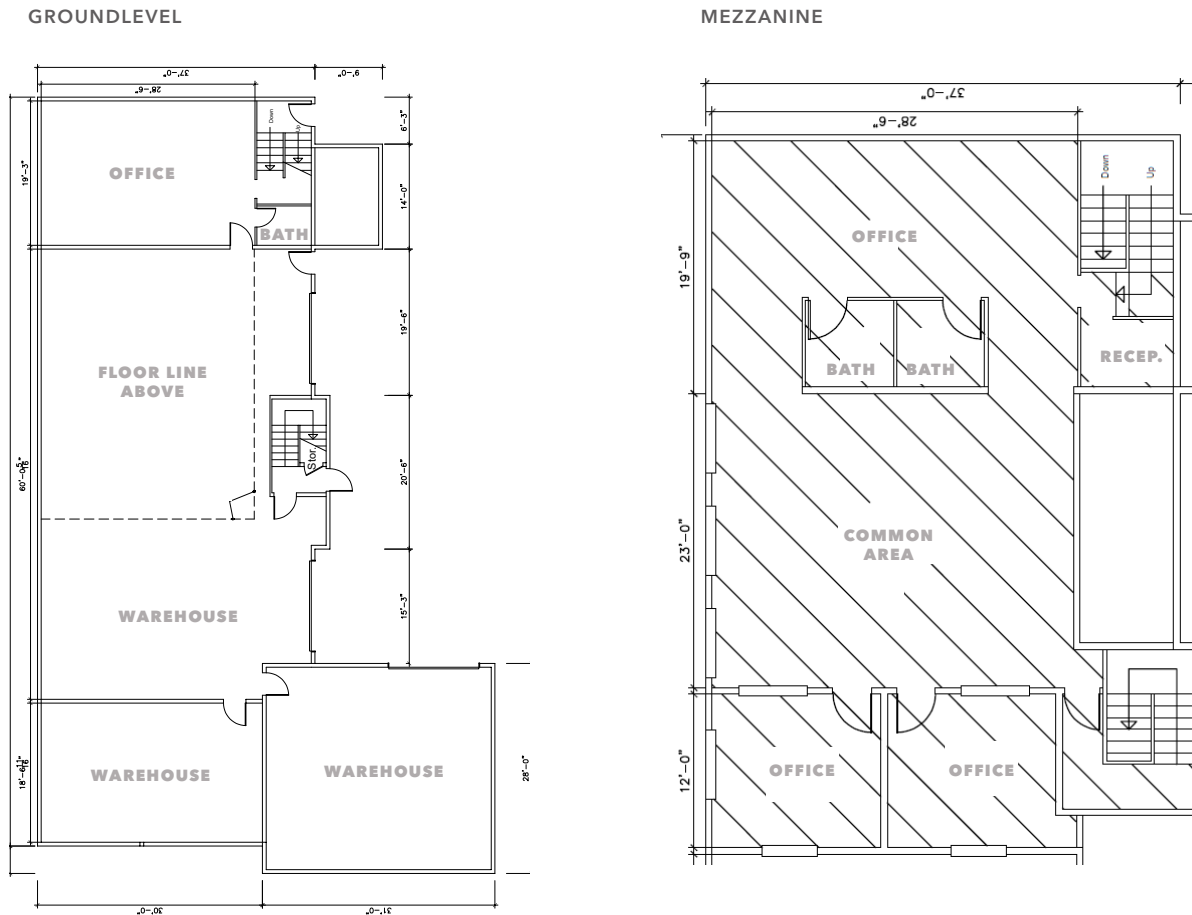 GROUNDLEVEL
MEZZANINE
37'-0"
9'-0"
28'-6"
Down
Up
6'-3"
19'-3"
OFFICE
14'-0"
BATH
19'-6"
FLOOR LINE
ABOVE
Stor.
20'-6"
WAREHOUSE
15'-3"
WAREHOUSE
WAREHOUSE
28'-0"
30'-0"
31'-0"
37'-0"
28'-6"
Down
Up
OFFICE
19'-9"
BATH
BATH
RECEP.
COMMON
AREA
23'-0"
OFFICE
OFFICE
12'-0"